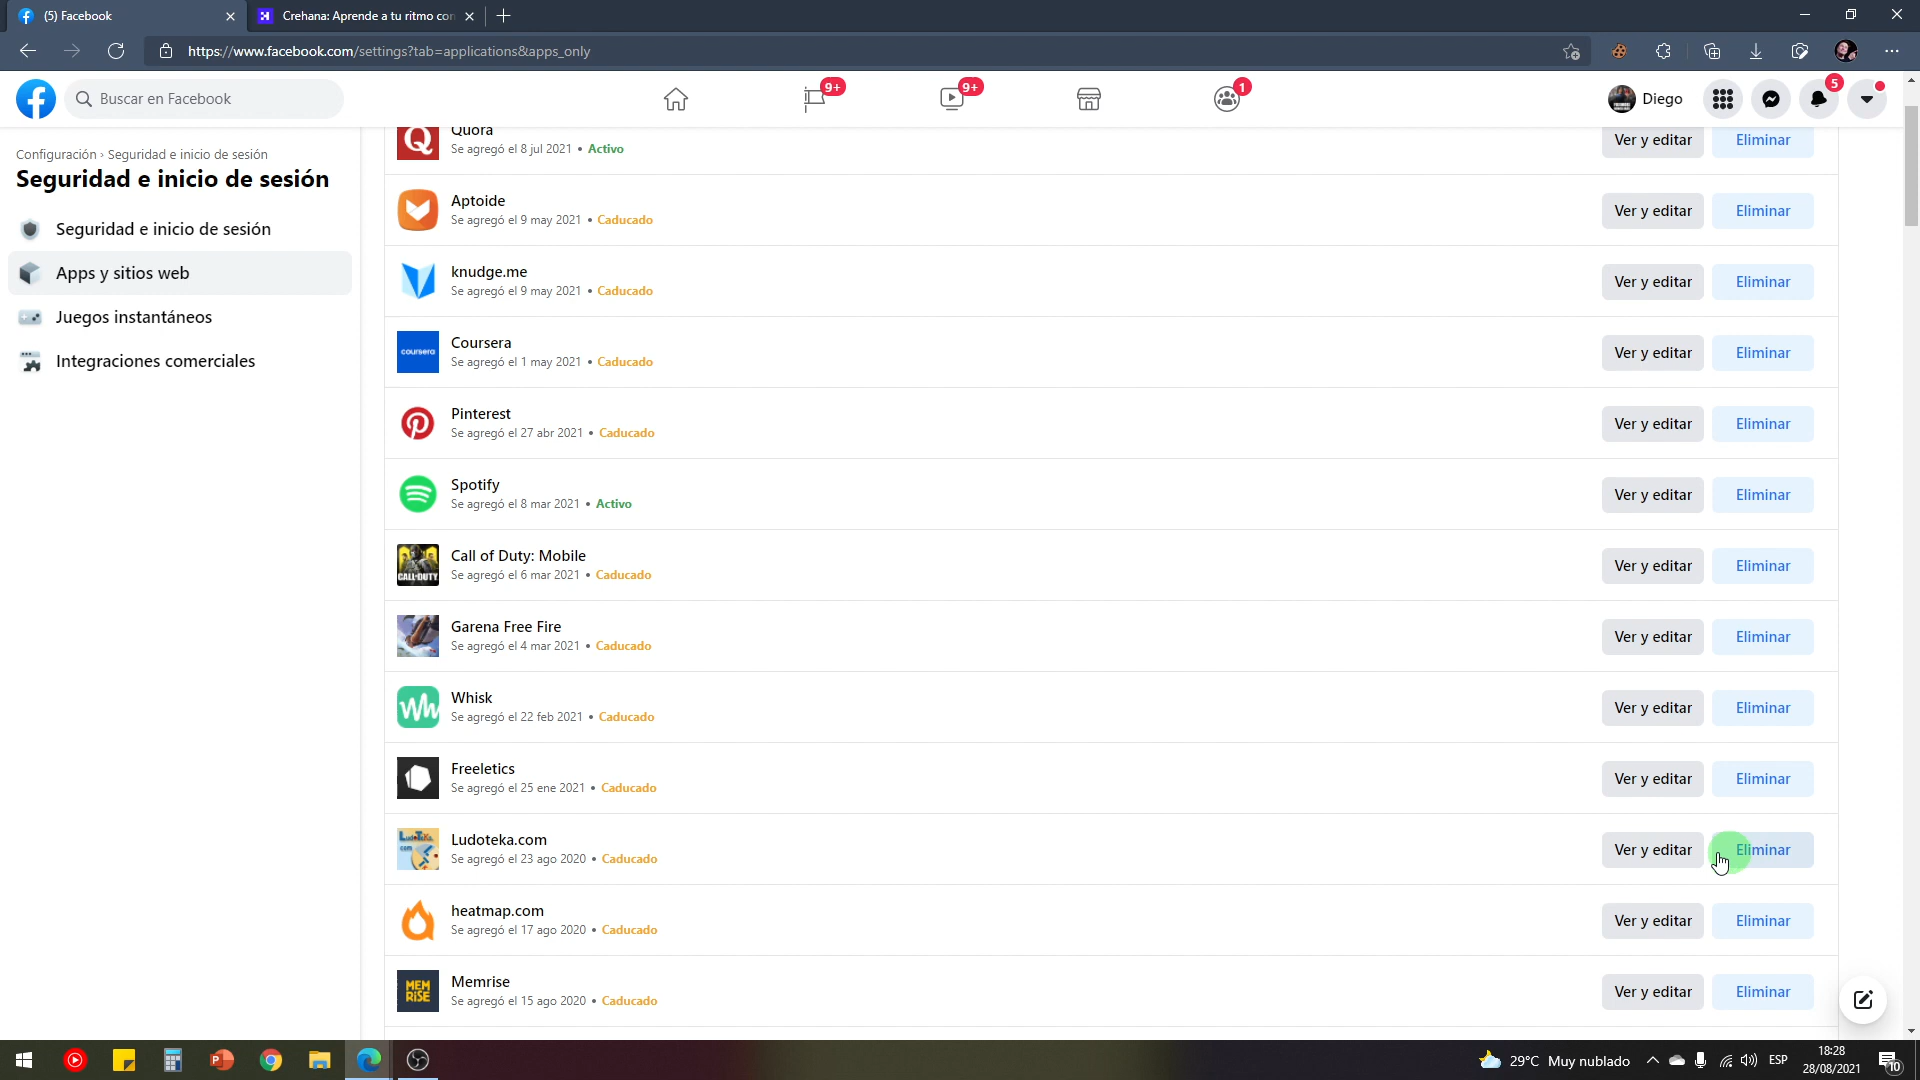 (5) Facebook
Crehana: Aprende a tu ritmo con
https://www.facebook.com/settings?tab=applications&apps_only
Buscar en Facebook
9+
9+
1
Diego
5
Configuración › Seguridad e inicio de sesión
Seguridad e inicio de sesión
Seguridad e inicio de sesión
Apps y sitios web
Juegos instantáneos
Integraciones comerciales
Quora
Se agregó el 8 jul 2021 • Activo
Ver y editar
Eliminar
Aptoide
Se agregó el 9 may 2021 • Caducado
Ver y editar
Eliminar
knudge.me
Se agregó el 9 may 2021 • Caducado
Ver y editar
Eliminar
coursera
Coursera
Se agregó el 1 may 2021 • Caducado
Ver y editar
Eliminar
Pinterest
Se agregó el 27 abr 2021 • Caducado
Ver y editar
Eliminar
Spotify
Se agregó el 8 mar 2021 • Activo
Ver y editar
Eliminar
CALL·DUTY
Call of Duty: Mobile
Se agregó el 6 mar 2021 • Caducado
Ver y editar
Eliminar
Garena Free Fire
Se agregó el 4 mar 2021 • Caducado
Ver y editar
Eliminar
Whisk
Se agregó el 22 feb 2021 • Caducado
Ver y editar
Eliminar
Freeletics
Se agregó el 25 ene 2021 • Caducado
Ver y editar
Eliminar
LudoTeka
com
Ludoteka.com
Se agregó el 23 ago 2020 • Caducado
Ver y editar
Eliminar
heatmap.com
Se agregó el 17 ago 2020 • Caducado
Ver y editar
Eliminar
MEM
RiSE
Memrise
Se agregó el 15 ago 2020 • Caducado
Ver y editar
Eliminar
29°C Muy nublado
ESP
18:28
28/08/2021
10